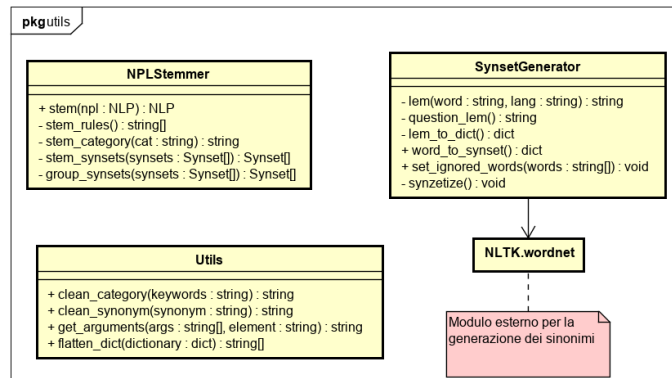 pkg utils
NPLStemmer
+ stem(npl : NLP) : NLP
- stem_rules() : string[]
- stem_category(cat : string) : string
- stem_synsets(synsets : Synset[]) : Synset[]
- group_synsets(synsets : Synset[]) : Synset[]
SynsetGenerator
- lem(word : string, lang : string) : string
- question_lem() : string
- lem_to_dict() : dict
+ word_to_synset() : dict
+ set_ignored_words(words : string[]) : void
- synzetize() : void
Utils
+ clean_category(keywords : string) : string
+ clean_synonym(synonym : string) : string
+ get_arguments(args : string[], element : string) : string
+ flatten_dict(dictionary : dict) : string[]
NLTK.wordnet
Modulo esterno per la
generazione dei sinonimi